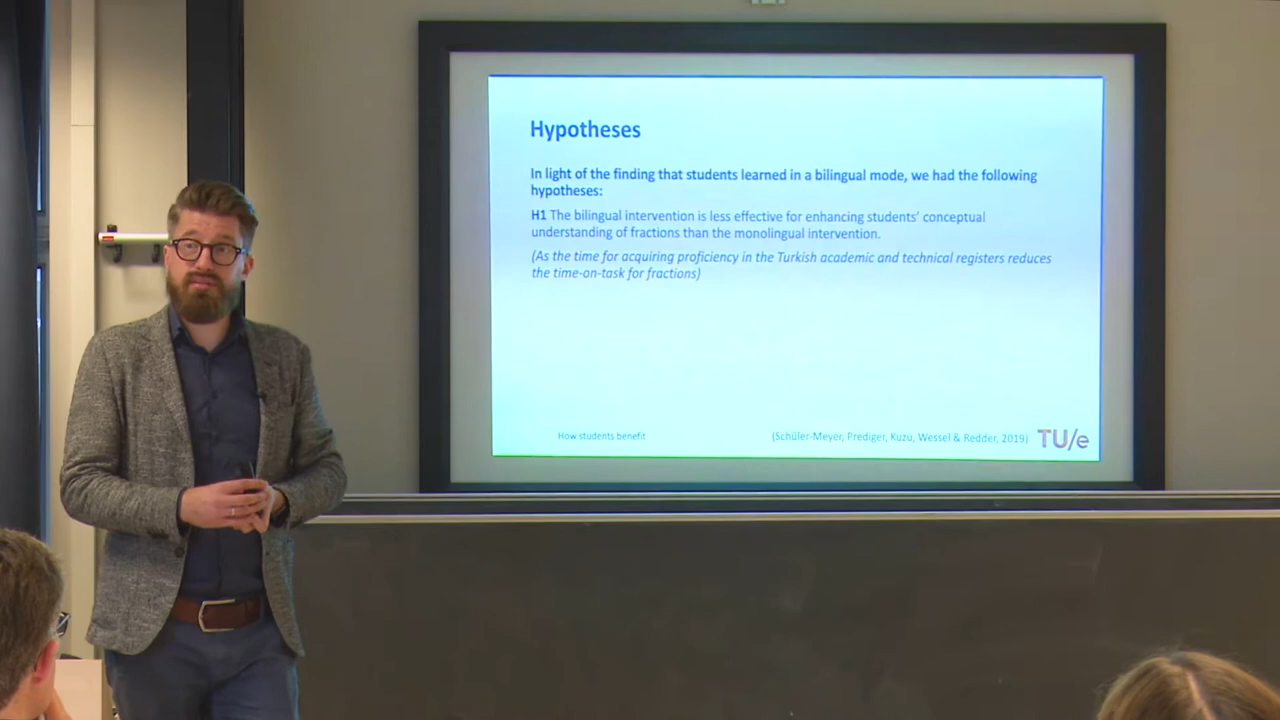 Hypotheses
In light of the finding that students learned in a bilingual mode, we had the following
hypotheses:
H1 The bilingual intervention is less effective for enhancing students' conceptual
understanding of fractions than the monolingual intervention.
(As the time for acquiring proficiency in the Turkish academic and technical registers reduces
the time-on-task for fractions)
How students benefit
(Schüler-Meyer, Prediger, Kuzu, Wessel & Redder, 2019)
TU/e